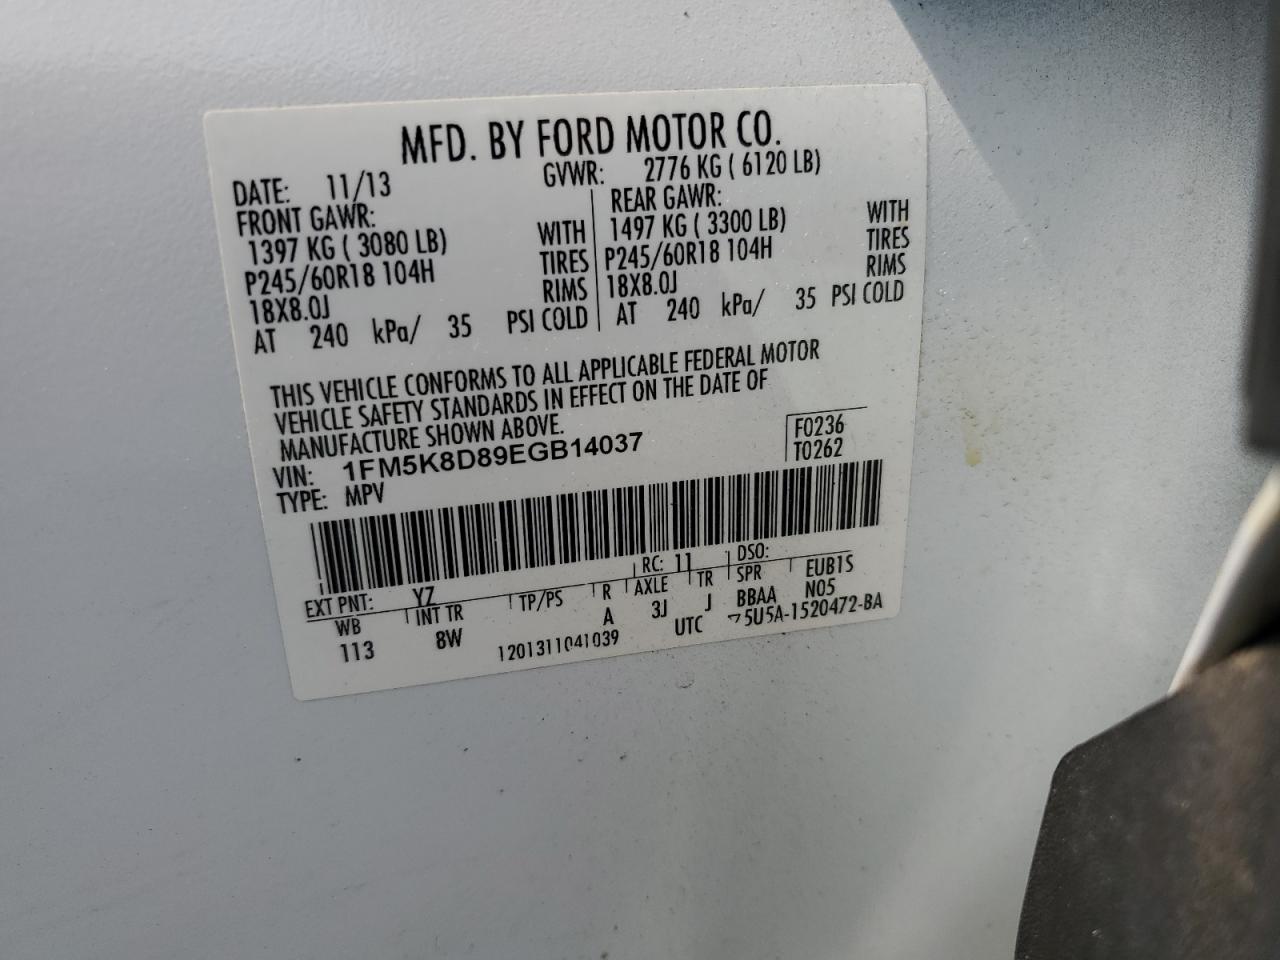 MFD. BY FORD MOTOR CO.
DATE: 11/13 GVWR: 2776 KG ( 6120 LB)
FRONT GAWR: REAR GAWR:
1397 KG ( 3080 LB) WITH 1497 KG ( 3300 LB) WITH
P245/60R18 104H TIRES P245/60R18 104H TIRES
18X8.0J RIMS 18X8.0J RIMS
AT 240 kPa/ 35 PSI COLD AT 240 kPa/ 35 PSI COLD
THIS VEHICLE CONFORMS TO ALL APPLICABLE FEDERAL MOTOR
VEHICLE SAFETY STANDARDS IN EFFECT ON THE DATE OF
MANUFACTURE SHOWN ABOVE.
VIN: 1FM5K8D89EGB14037 F0236
TYPE: MPV T0262
EXT PNT: YZ RC: 11 DSO:
WB INT TR TP/PS R AXLE TR SPR EUB1S
113 8W A 3J J BBAA N05
1201311041039 UTC 5U5A-1520472-BA